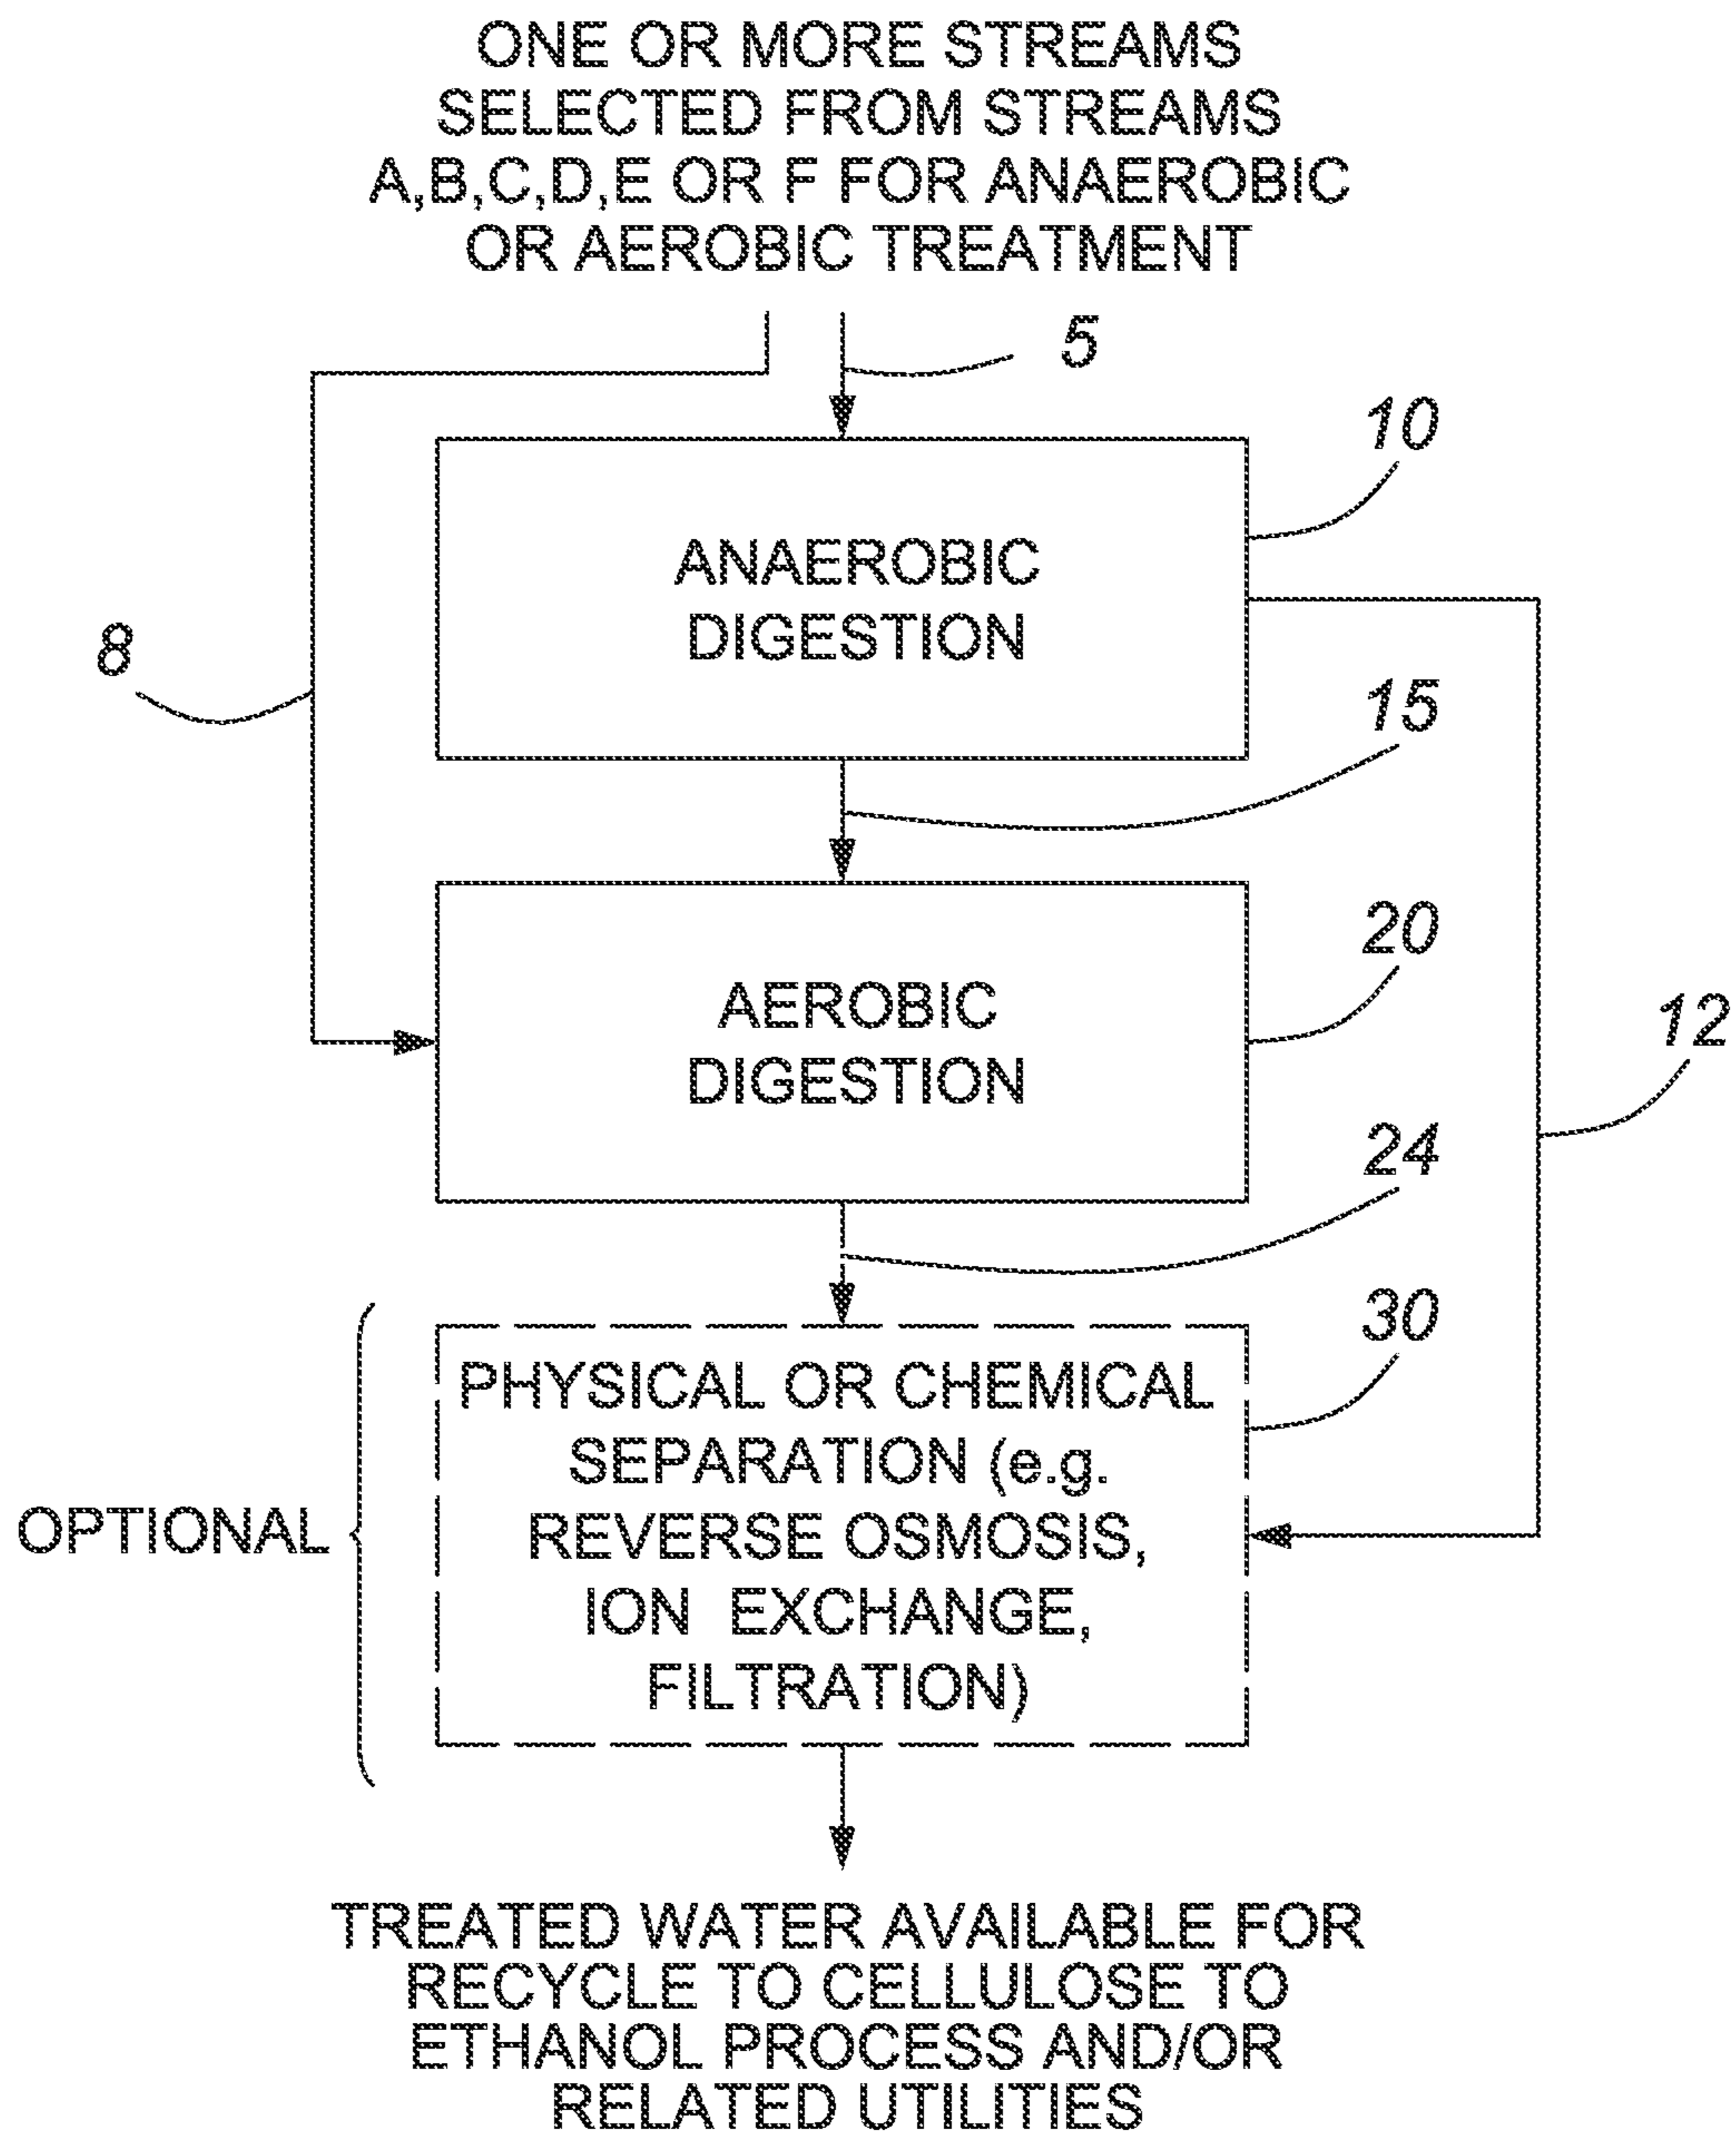 ONE OR MORE STREAMS
SELECTED FROM STREAMS
A,B,C,D,E OR F FOR ANAEROBIC
OR AEROBIC TREATMENT
5
10
ANAEROBIC
DIGESTION
8
15
20
AEROBIC
DIGESTION
12
24
30
PHYSICAL OR CHEMICAL
SEPARATION (e.g.
REVERSE OSMOSIS,
ION EXCHANGE,
FILTRATION)
OPTIONAL
TREATED WATER AVAILABLE FOR
RECYCLE TO CELLULOSE TO
ETHANOL PROCESS AND/OR
RELATED UTILITIES